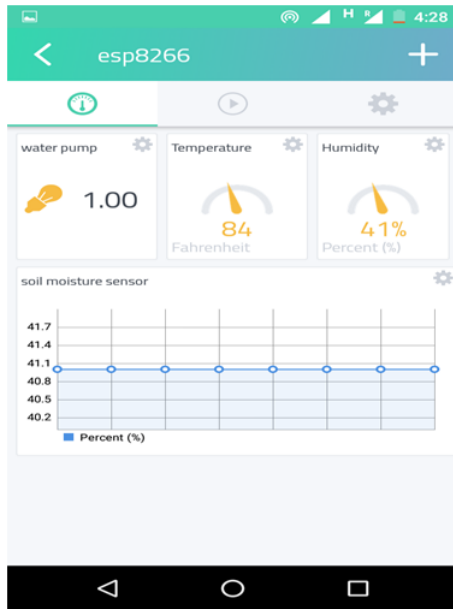 H R 4:28
esp8266
water pump
1.00
Temperature
84
Fahrenheit
Humidity
41%
Percent (%)
soil moisture sensor
41.7
41.4
41.1
40.8
40.5
40.2
Percent (%)